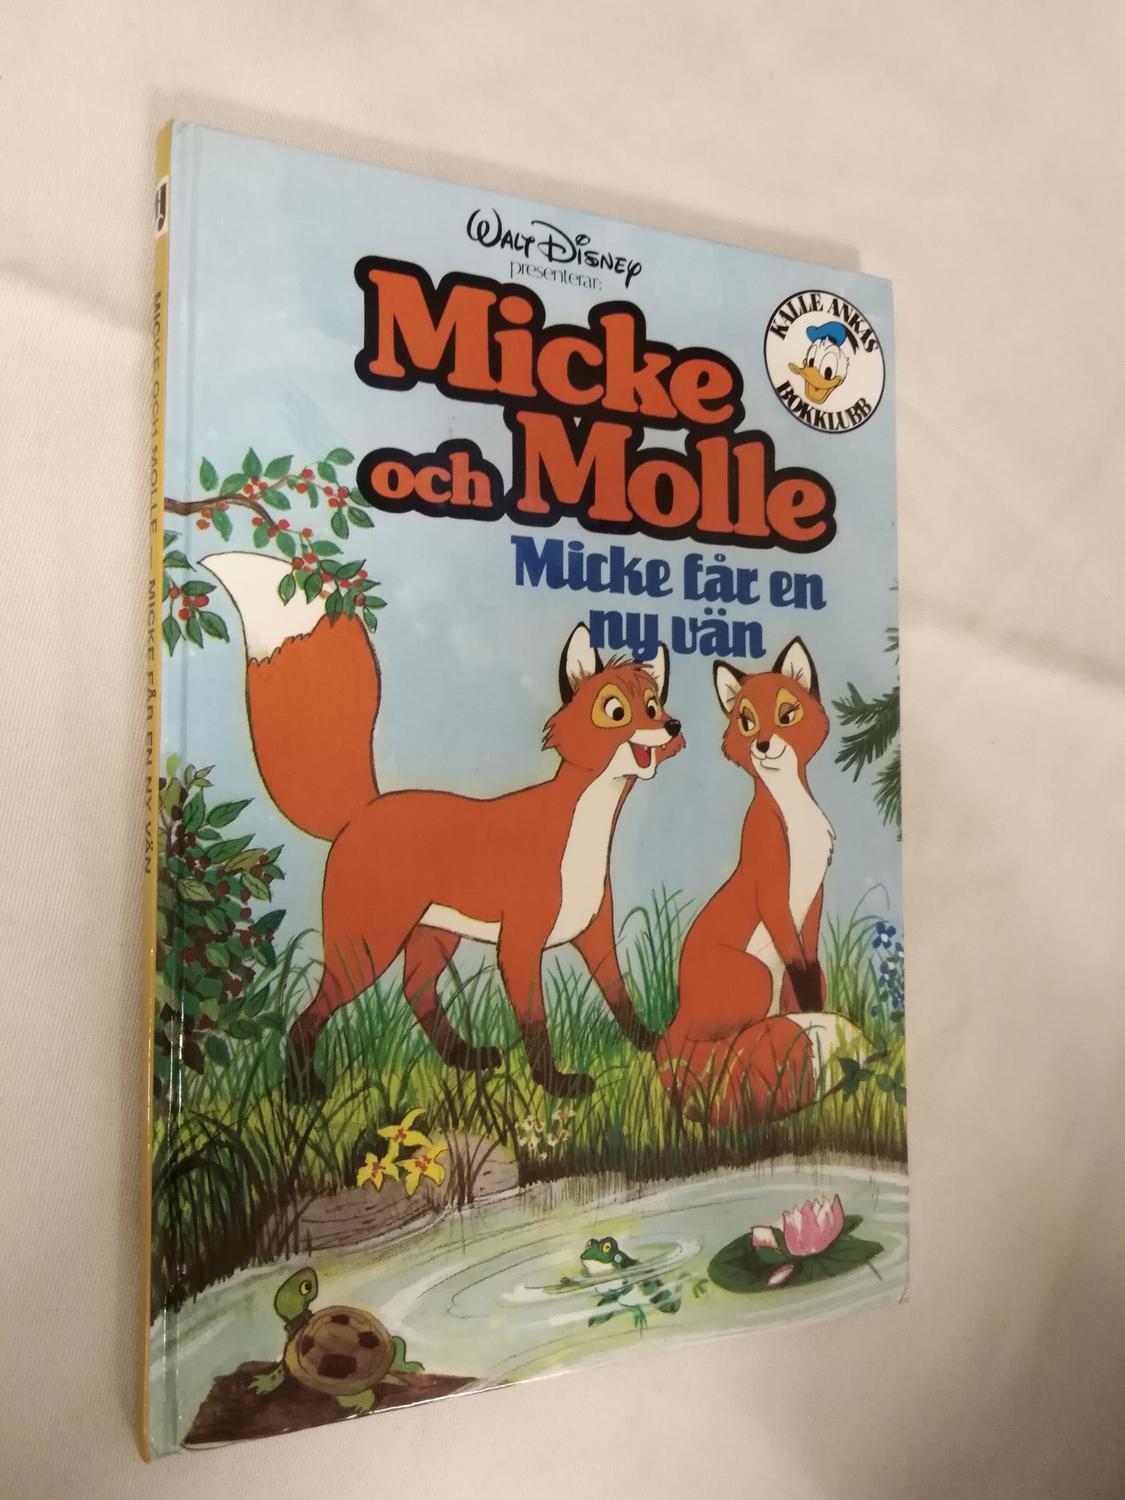 WALT DISNEY
presenterar:
Micke
och Molle
Micke får en
ny vän
KALLE ANKAS
BOKKLUBB
MICKE OCH MOLLE — MICKE FÅR EN NY VÄN